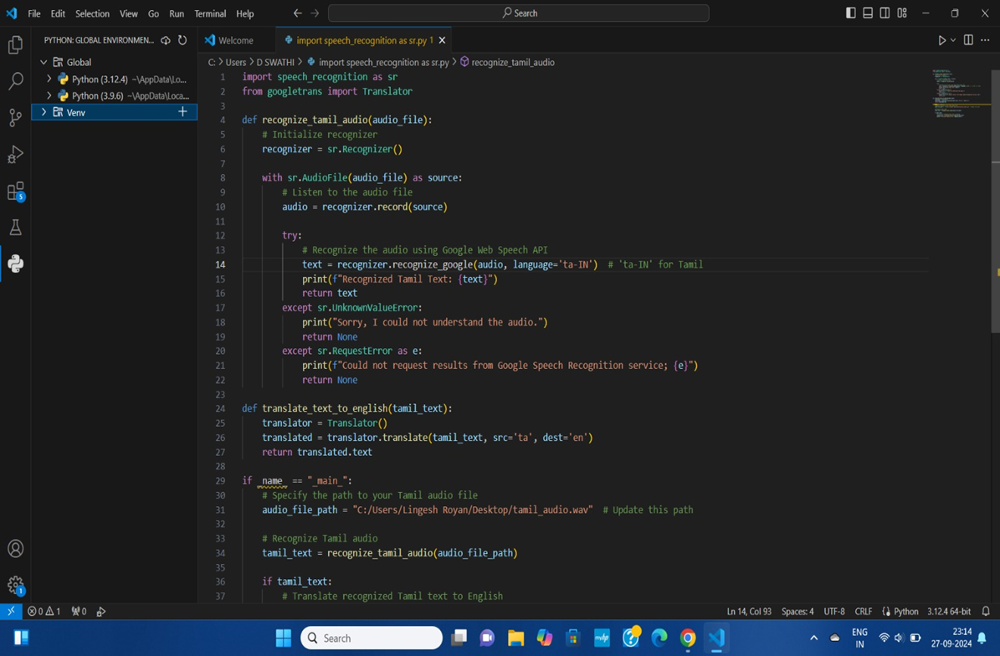 File Edit Selection View Go Run Terminal Help
Search
PYTHON: GLOBAL ENVIRONMEN...
Global
Python (3.12.4) ~\AppData\Lo...
Python (3.9.6) ~\AppData\Loca...
Venv
5
1
Welcome
import speech_recognition as sr.py 1
C: > Users > D SWATHI > import speech_recognition as sr.py > recognize_tamil_audio
1 import speech_recognition as sr
2 from googletrans import Translator
3
4 def recognize_tamil_audio(audio_file):
5 # Initialize recognizer
6 recognizer = sr.Recognizer()
7
8 with sr.AudioFile(audio_file) as source:
9 # Listen to the audio file
10 audio = recognizer.record(source)
11
12 try:
13 # Recognize the audio using Google Web Speech API
14 text = recognizer.recognize_google(audio, language='ta-IN') # 'ta-IN' for Tamil
15 print(f"Recognized Tamil Text: {text}")
16 return text
17 except sr.UnknownValueError:
18 print("Sorry, I could not understand the audio.")
19 return None
20 except sr.RequestError as e:
21 print(f"Could not request results from Google Speech Recognition service; {e}")
22 return None
23
24 def translate_text_to_english(tamil_text):
25 translator = Translator()
26 translated = translator.translate(tamil_text, src='ta', dest='en')
27 return translated.text
28
29 if _name_ == "_main_":
30 # Specify the path to your Tamil audio file
31 audio_file_path = "C:/Users/Lingesh Royan/Desktop/tamil_audio.wav" # Update this path
32
33 # Recognize Tamil audio
34 tamil_text = recognize_tamil_audio(audio_file_path)
35
36 if tamil_text:
37 # Translate recognized Tamil text to English
0 1 0
Ln 14, Col 93 Spaces: 4 UTF-8 CRLF Python 3.12.4 64-bit
Search
ENG
IN
23:14
27-09-2024